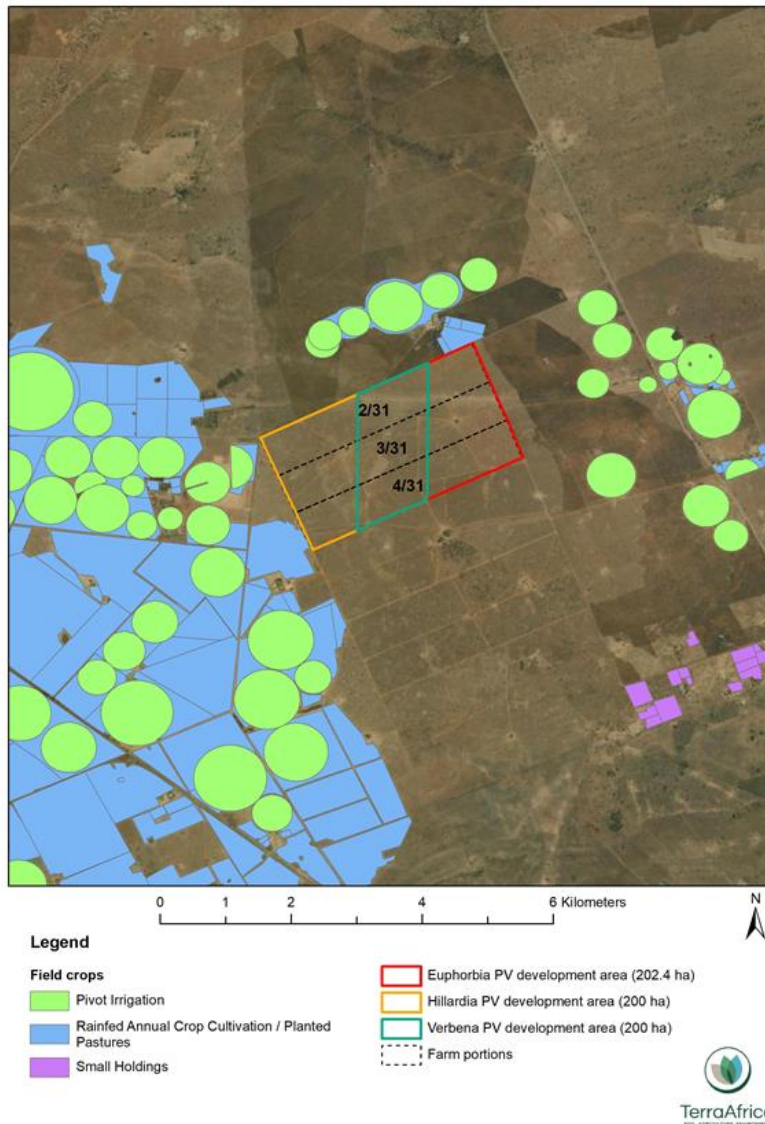 2/31
3/31
4/31
0 1 2 4 6 Kilometers
N
Legend
Field crops
Pivot Irrigation
Rainfed Annual Crop Cultivation / Planted
Pastures
Small Holdings
Euphorbia PV development area (202.4 ha)
Hillardia PV development area (200 ha)
Verbena PV development area (200 ha)
Farm portions
TerraAfrica